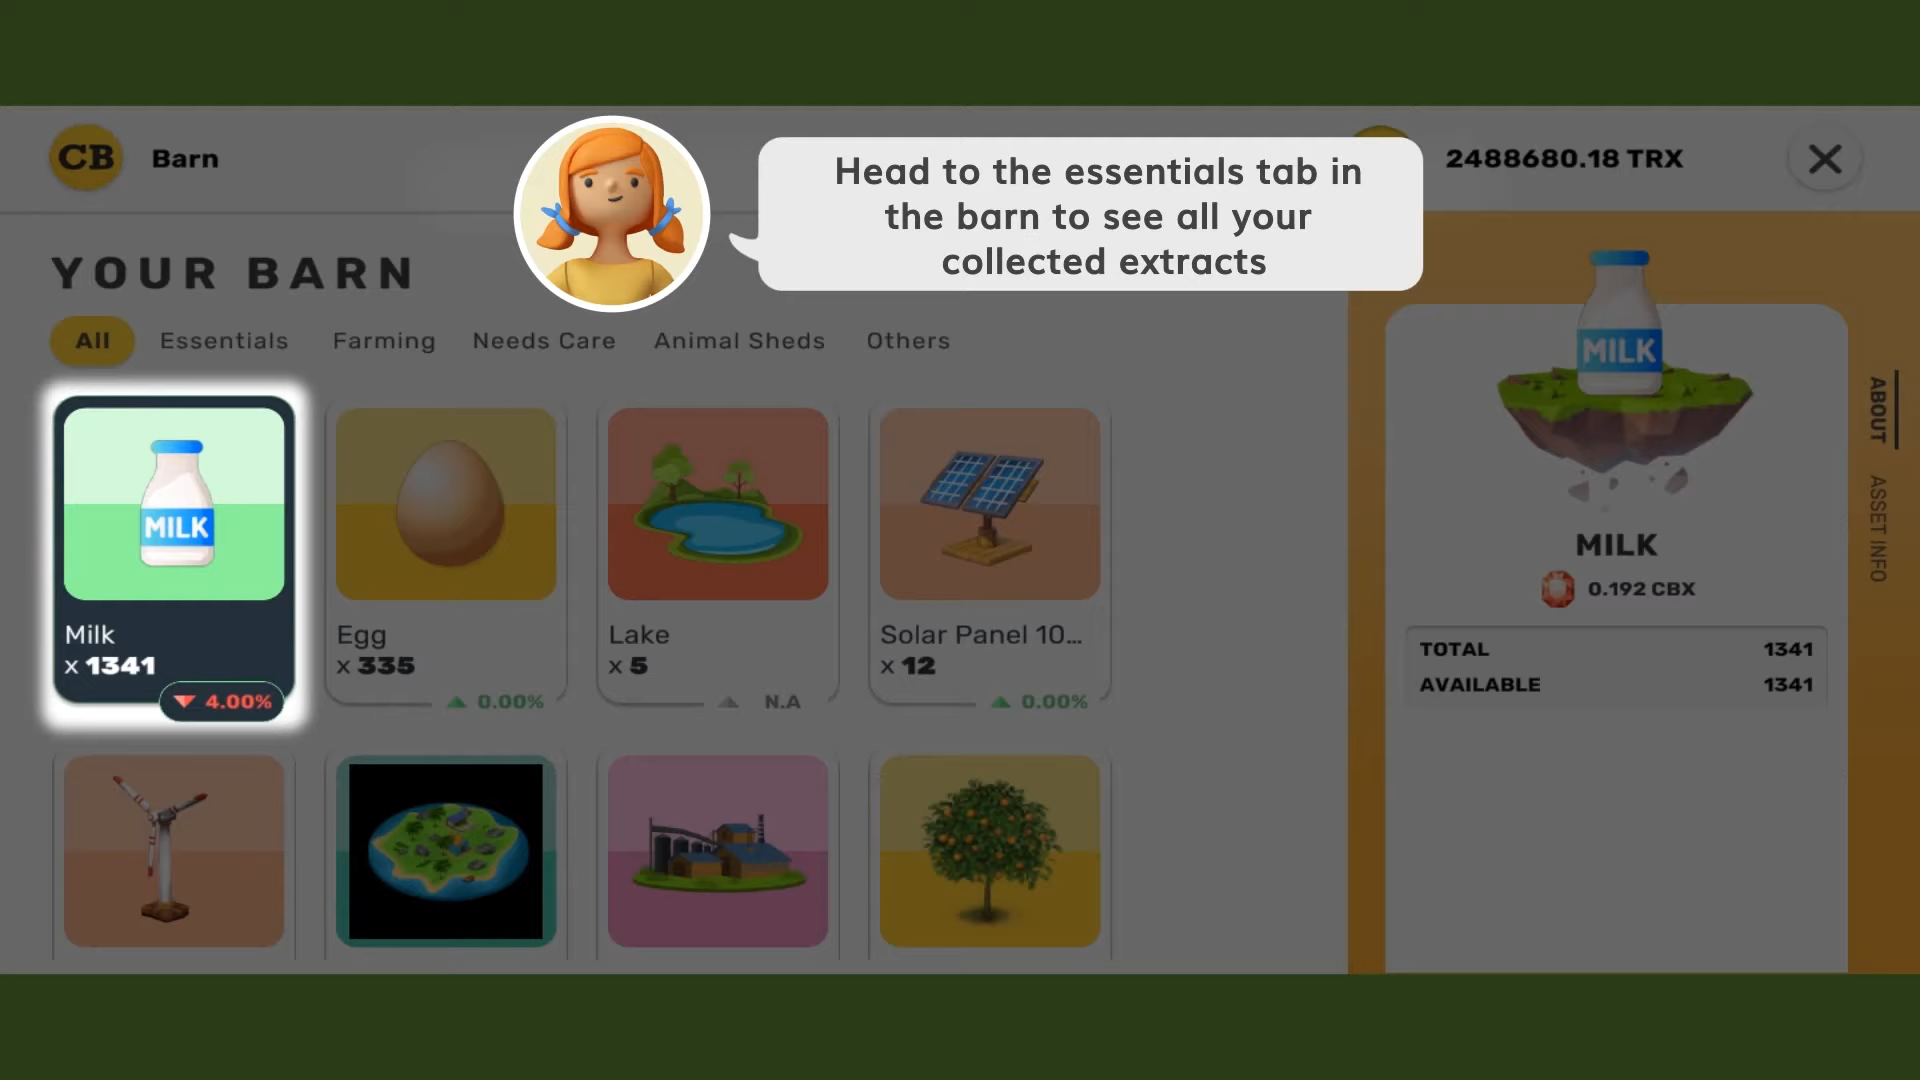 CB Barn
Head to the essentials tab in
the barn to see all your
collected extracts
2488680.18 TRX
YOUR BARN
All Essentials Farming Needs Care Animal Sheds Others
MILK
Milk
x 1341
4.00%
Egg
x 335
0.00%
Lake
x 5
N.A
Solar Panel 10...
x 12
0.00%
MILK
MILK
0.192 CBX
TOTAL 1341
AVAILABLE 1341
ABOUT
ASSET INFO